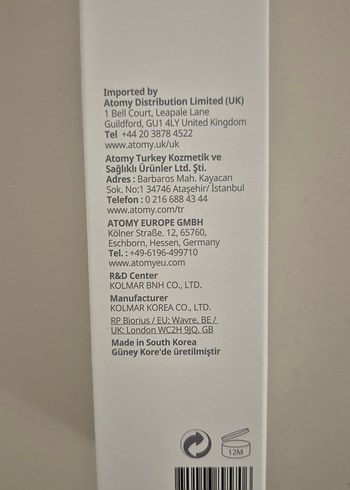 Imported by
Atomy Distribution Limited (UK)
1 Bell Court, Leapale Lane
Guildford, GU1 4LY United Kingdom
Tel +44 20 3878 4522
www.atomy.uk/uk
Atomy Turkey Kozmetik ve
Sağlıklı Ürünler Ltd. Şti.
Adres : Barbaros Mah. Kayacan
Sok. No:1 34746 Ataşehir/ İstanbul
Telefon : 0 216 688 43 44
www.atomy.com/tr
ATOMY EUROPE GMBH
Kölner Straße. 12, 65760,
Eschborn, Hessen, Germany
Tel. : +49-6196-499710
www.atomyeu.com
R&D Center
KOLMAR BNH CO., LTD.
Manufacturer
KOLMAR KOREA CO., LTD.
RP Biorius / EU: Wavre, BE /
UK: London WC2H 9JQ, GB
Made in South Korea
Güney Kore'de üretilmiştir
12M